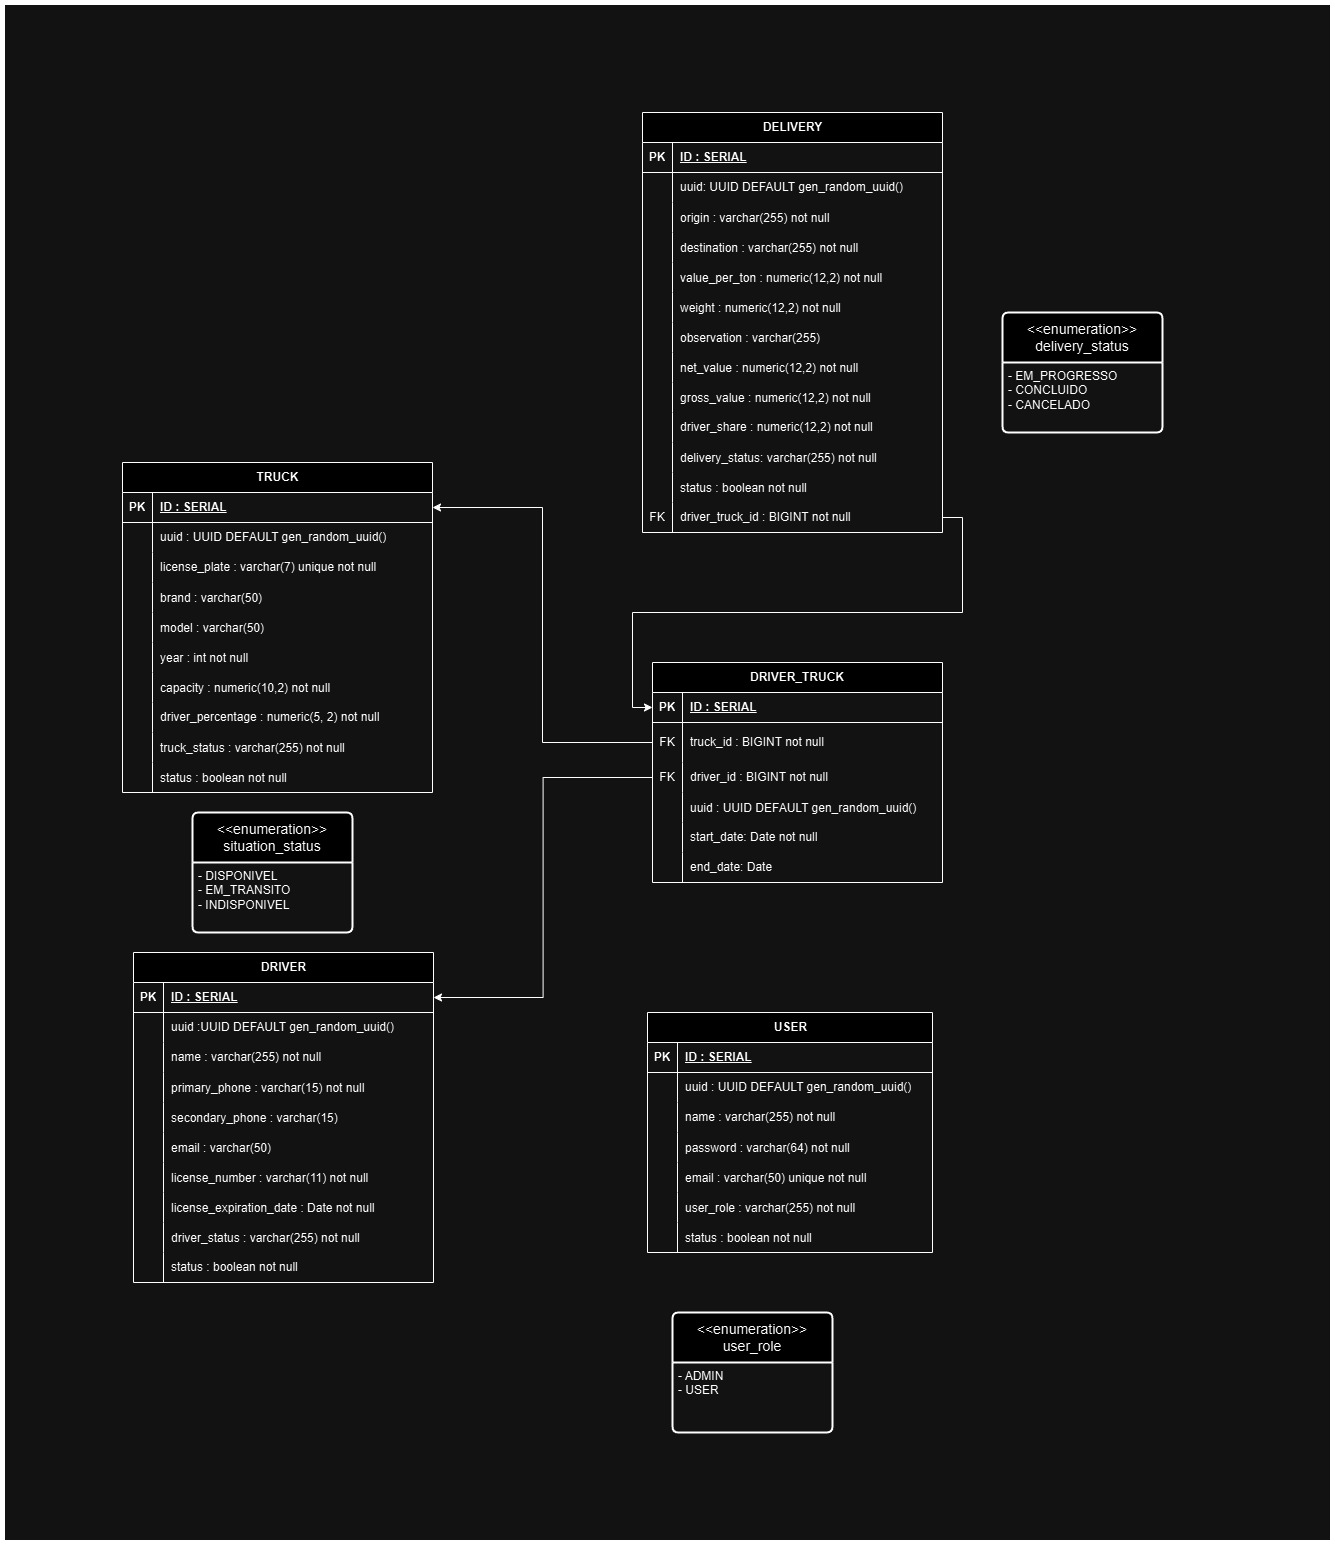 DELIVERY
PK ID : SERIAL
uuid: UUID DEFAULT gen_random_uuid()
origin : varchar(255) not null
destination : varchar(255) not null
value_per_ton : numeric(12,2) not null
weight : numeric(12,2) not null
observation : varchar(255)
net_value : numeric(12,2) not null
gross_value : numeric(12,2) not null
driver_share : numeric(12,2) not null
delivery_status: varchar(255) not null
status : boolean not null
FK driver_truck_id : BIGINT not null
<<enumeration>>
delivery_status
- EM_PROGRESSO
- CONCLUIDO
- CANCELADO
TRUCK
PK ID : SERIAL
uuid : UUID DEFAULT gen_random_uuid()
license_plate : varchar(7) unique not null
brand : varchar(50)
model : varchar(50)
year : int not null
capacity : numeric(10,2) not null
driver_percentage : numeric(5, 2) not null
truck_status : varchar(255) not null
status : boolean not null
DRIVER_TRUCK
PK ID : SERIAL
FK truck_id : BIGINT not null
FK driver_id : BIGINT not null
uuid : UUID DEFAULT gen_random_uuid()
start_date: Date not null
end_date: Date
<<enumeration>>
situation_status
- DISPONIVEL
- EM_TRANSITO
- INDISPONIVEL
DRIVER
PK ID : SERIAL
uuid :UUID DEFAULT gen_random_uuid()
name : varchar(255) not null
primary_phone : varchar(15) not null
secondary_phone : varchar(15)
email : varchar(50)
license_number : varchar(11) not null
license_expiration_date : Date not null
driver_status : varchar(255) not null
status : boolean not null
USER
PK ID : SERIAL
uuid : UUID DEFAULT gen_random_uuid()
name : varchar(255) not null
password : varchar(64) not null
email : varchar(50) unique not null
user_role : varchar(255) not null
status : boolean not null
<<enumeration>>
user_role
- ADMIN
- USER